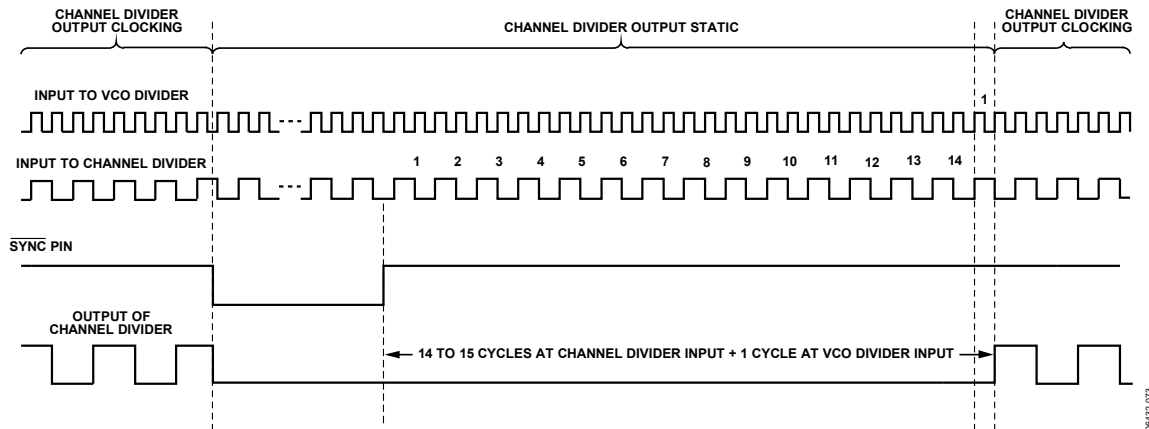 CHANNEL DIVIDER
OUTPUT CLOCKING
CHANNEL DIVIDER OUTPUT STATIC
CHANNEL DIVIDER
OUTPUT CLOCKING
INPUT TO VCO DIVIDER
1
INPUT TO CHANNEL DIVIDER
1 2 3 4 5 6 7 8 9 10 11 12 13 14
SYNC PIN
OUTPUT OF
CHANNEL DIVIDER
14 TO 15 CYCLES AT CHANNEL DIVIDER INPUT + 1 CYCLE AT VCO DIVIDER INPUT
06432-073